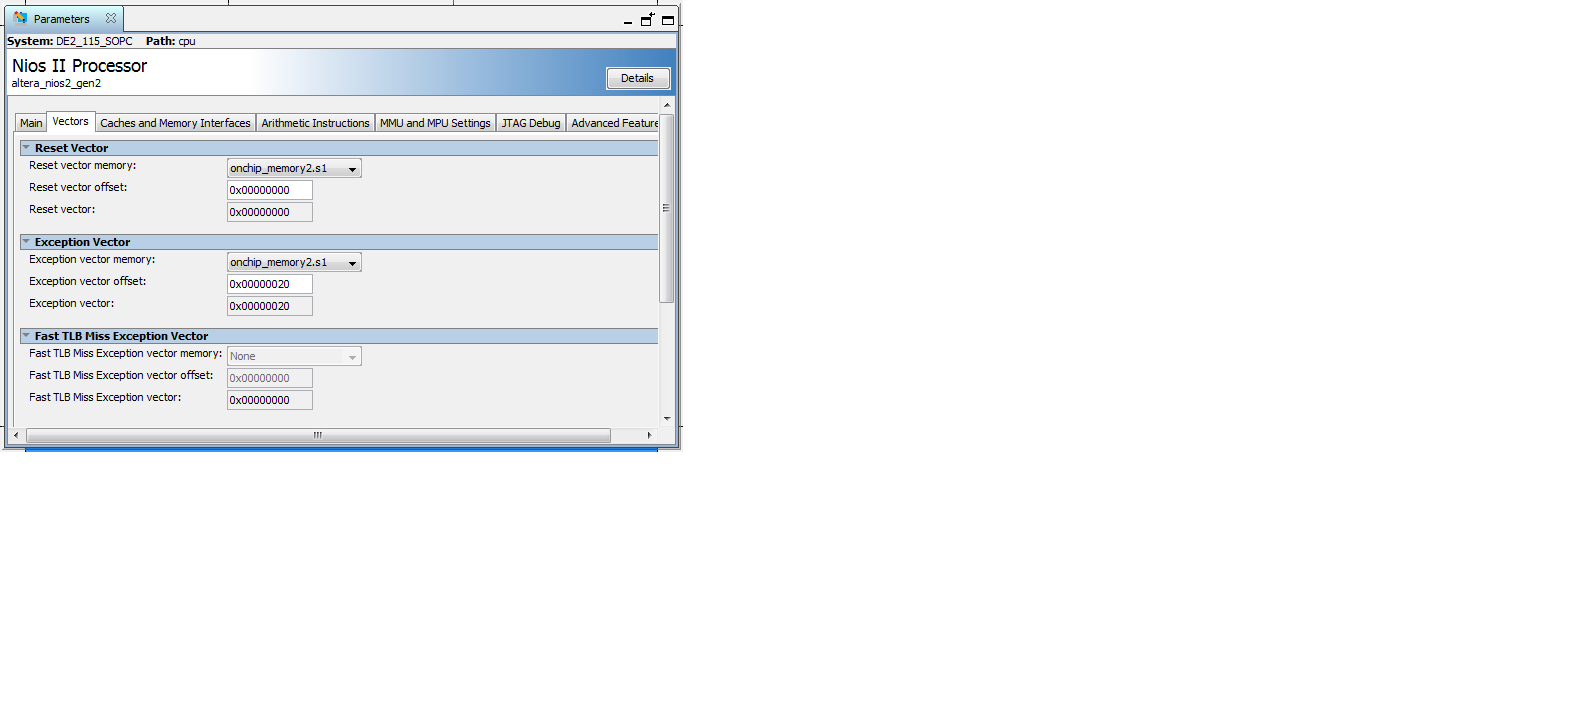 Parameters
System: DE2_115_SOPC Path: cpu
Nios II Processor
altera_nios2_gen2
Details
Main Vectors Caches and Memory Interfaces Arithmetic Instructions MMU and MPU Settings JTAG Debug Advanced Feature
Reset Vector
Reset vector memory: onchip_memory2.s1
Reset vector offset: 0x00000000
Reset vector: 0x00000000
Exception Vector
Exception vector memory: onchip_memory2.s1
Exception vector offset: 0x00000020
Exception vector: 0x00000020
Fast TLB Miss Exception Vector
Fast TLB Miss Exception vector memory: None
Fast TLB Miss Exception vector offset: 0x00000000
Fast TLB Miss Exception vector: 0x00000000